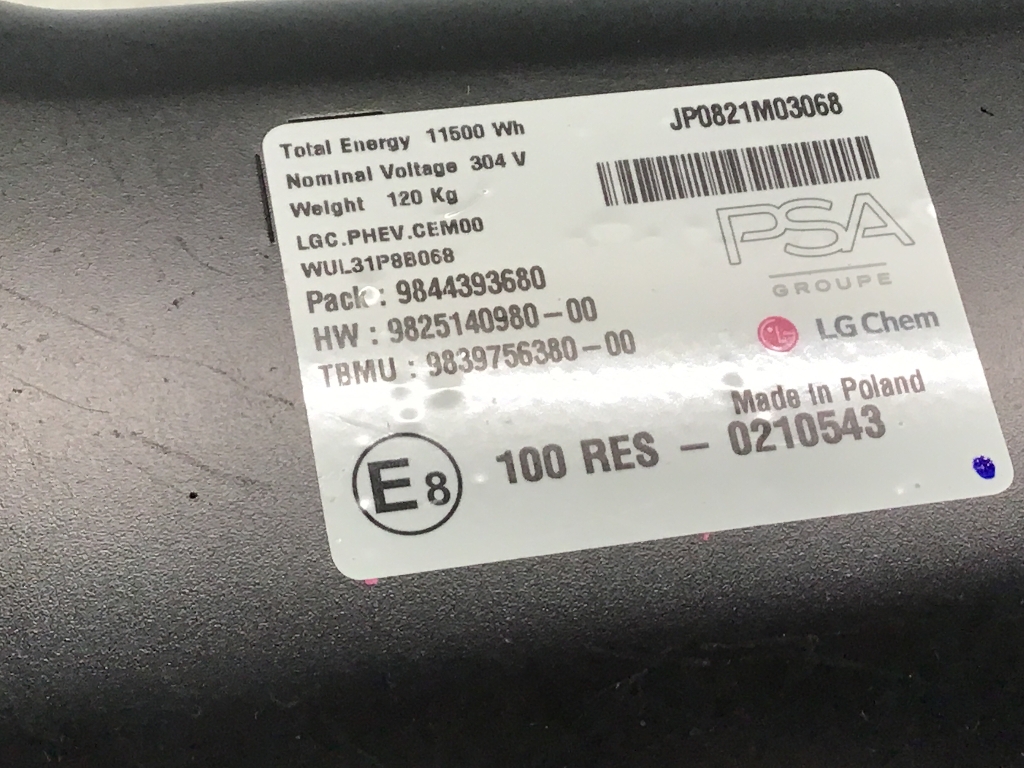 Total Energy 11500 Wh
Nominal Voltage 304 V
Weight 120 Kg
LGC.PHEV.CEM00
WUL31P8B068
Pack : 9844393680
HW : 9825140980-00
TBMU : 9839756380-00
JP0821M03068
PSA
GROUPE
LG LG Chem
Made In Poland
E8 100 RES - 0210543